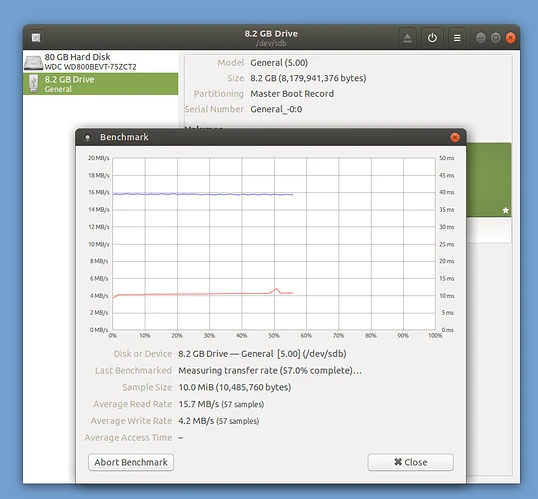 8.2 GB Drive
/dev/sdb
80 GB Hard Disk
WDC WD800BEVT-75ZCT2
8.2 GB Drive
General
Model General (5.00)
Size 8.2 GB (8,179,941,376 bytes)
Partitioning Master Boot Record
Serial Number General_-0:0
Volumes
Benchmark
20 MB/s 50 ms
18 MB/s 45 ms
16 MB/s 40 ms
14 MB/s 35 ms
12 MB/s 30 ms
10 MB/s 25 ms
8 MB/s 20 ms
6 MB/s 15 ms
4 MB/s 10 ms
2 MB/s 5 ms
0 MB/s 0 ms
0% 10% 20% 30% 40% 50% 60% 70% 80% 90% 100%
Disk or Device 8.2 GB Drive — General [5.00] (/dev/sdb)
Last Benchmarked Measuring transfer rate (57.0% complete)…
Sample Size 10.0 MiB (10,485,760 bytes)
Average Read Rate 15.7 MB/s (57 samples)
Average Write Rate 4.2 MB/s (57 samples)
Average Access Time –
Abort Benchmark ✖ Close